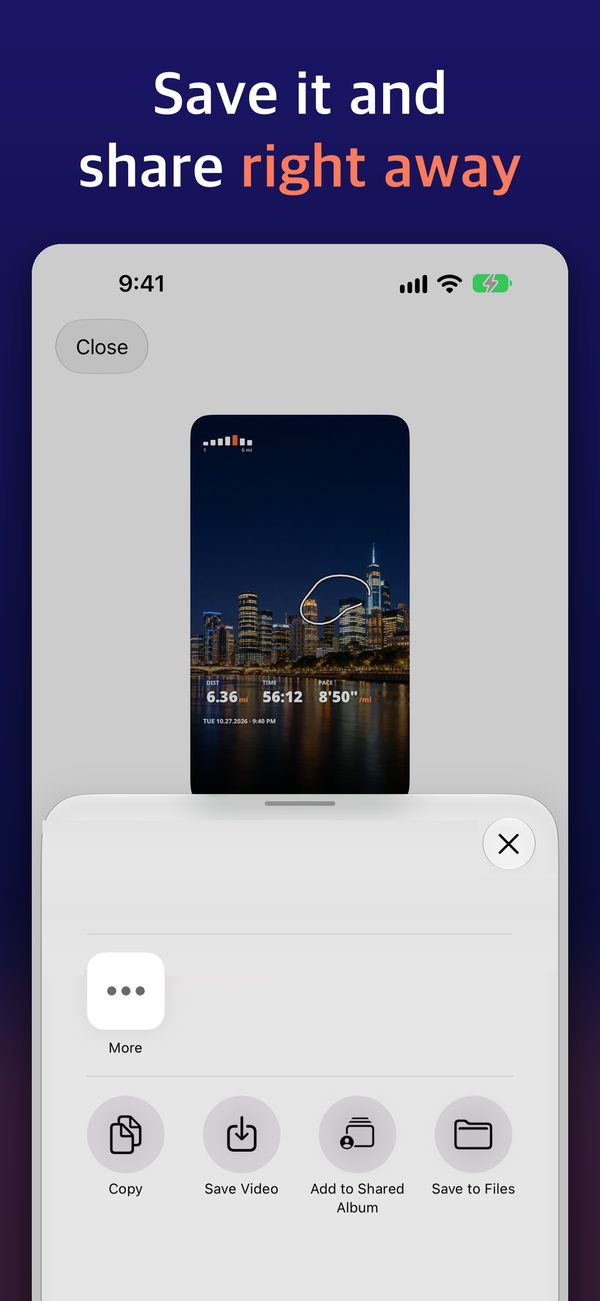 Save it and
share right away
9:41
Close
1 6 mi
DIST TIME PACE
6.36 mi 56:12 8'50" /mi
TUE 10.27.2026 · 9:40 PM
More
Copy Save Video Add to Shared Album Save to Files